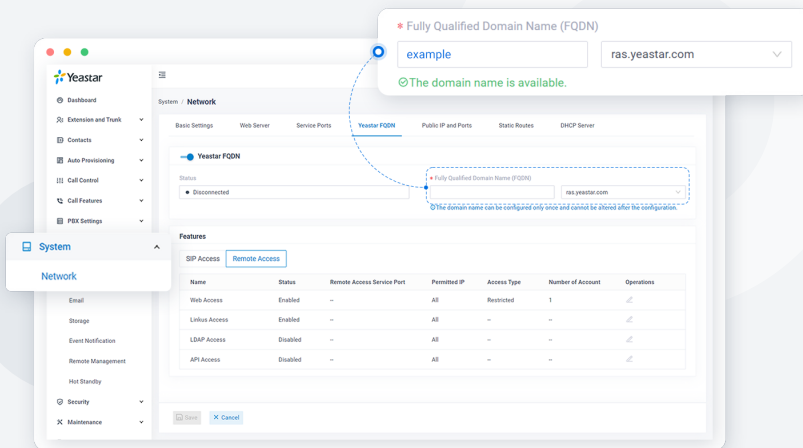 * Fully Qualified Domain Name (FQDN)
example ras.yeastar.com
The domain name is available.
Yeastar
Dashboard
Extension and Trunk
Contacts
Auto Provisioning
Call Control
Call Features
PBX Settings
System
Network
Email
Storage
Event Notification
Remote Management
Hot Standby
Security
Maintenance
System / Network
Basic Settings Web Server Service Ports Yeastar FQDN Public IP and Ports Static Routes DHCP Server
Yeastar FQDN
Status * Fully Qualified Domain Name (FQDN)
Disconnected ras.yeastar.com
The domain name can be configured only once and cannot be altered after the configuration.
Features
SIP Access Remote Access
Name Status Remote Access Service Port Permitted IP Access Type Number of Account Operations
Web Access Enabled -- All Restricted 1
Linkus Access Enabled -- All -- --
LDAP Access Disabled -- All -- --
API Access Disabled -- All -- --
Save Cancel